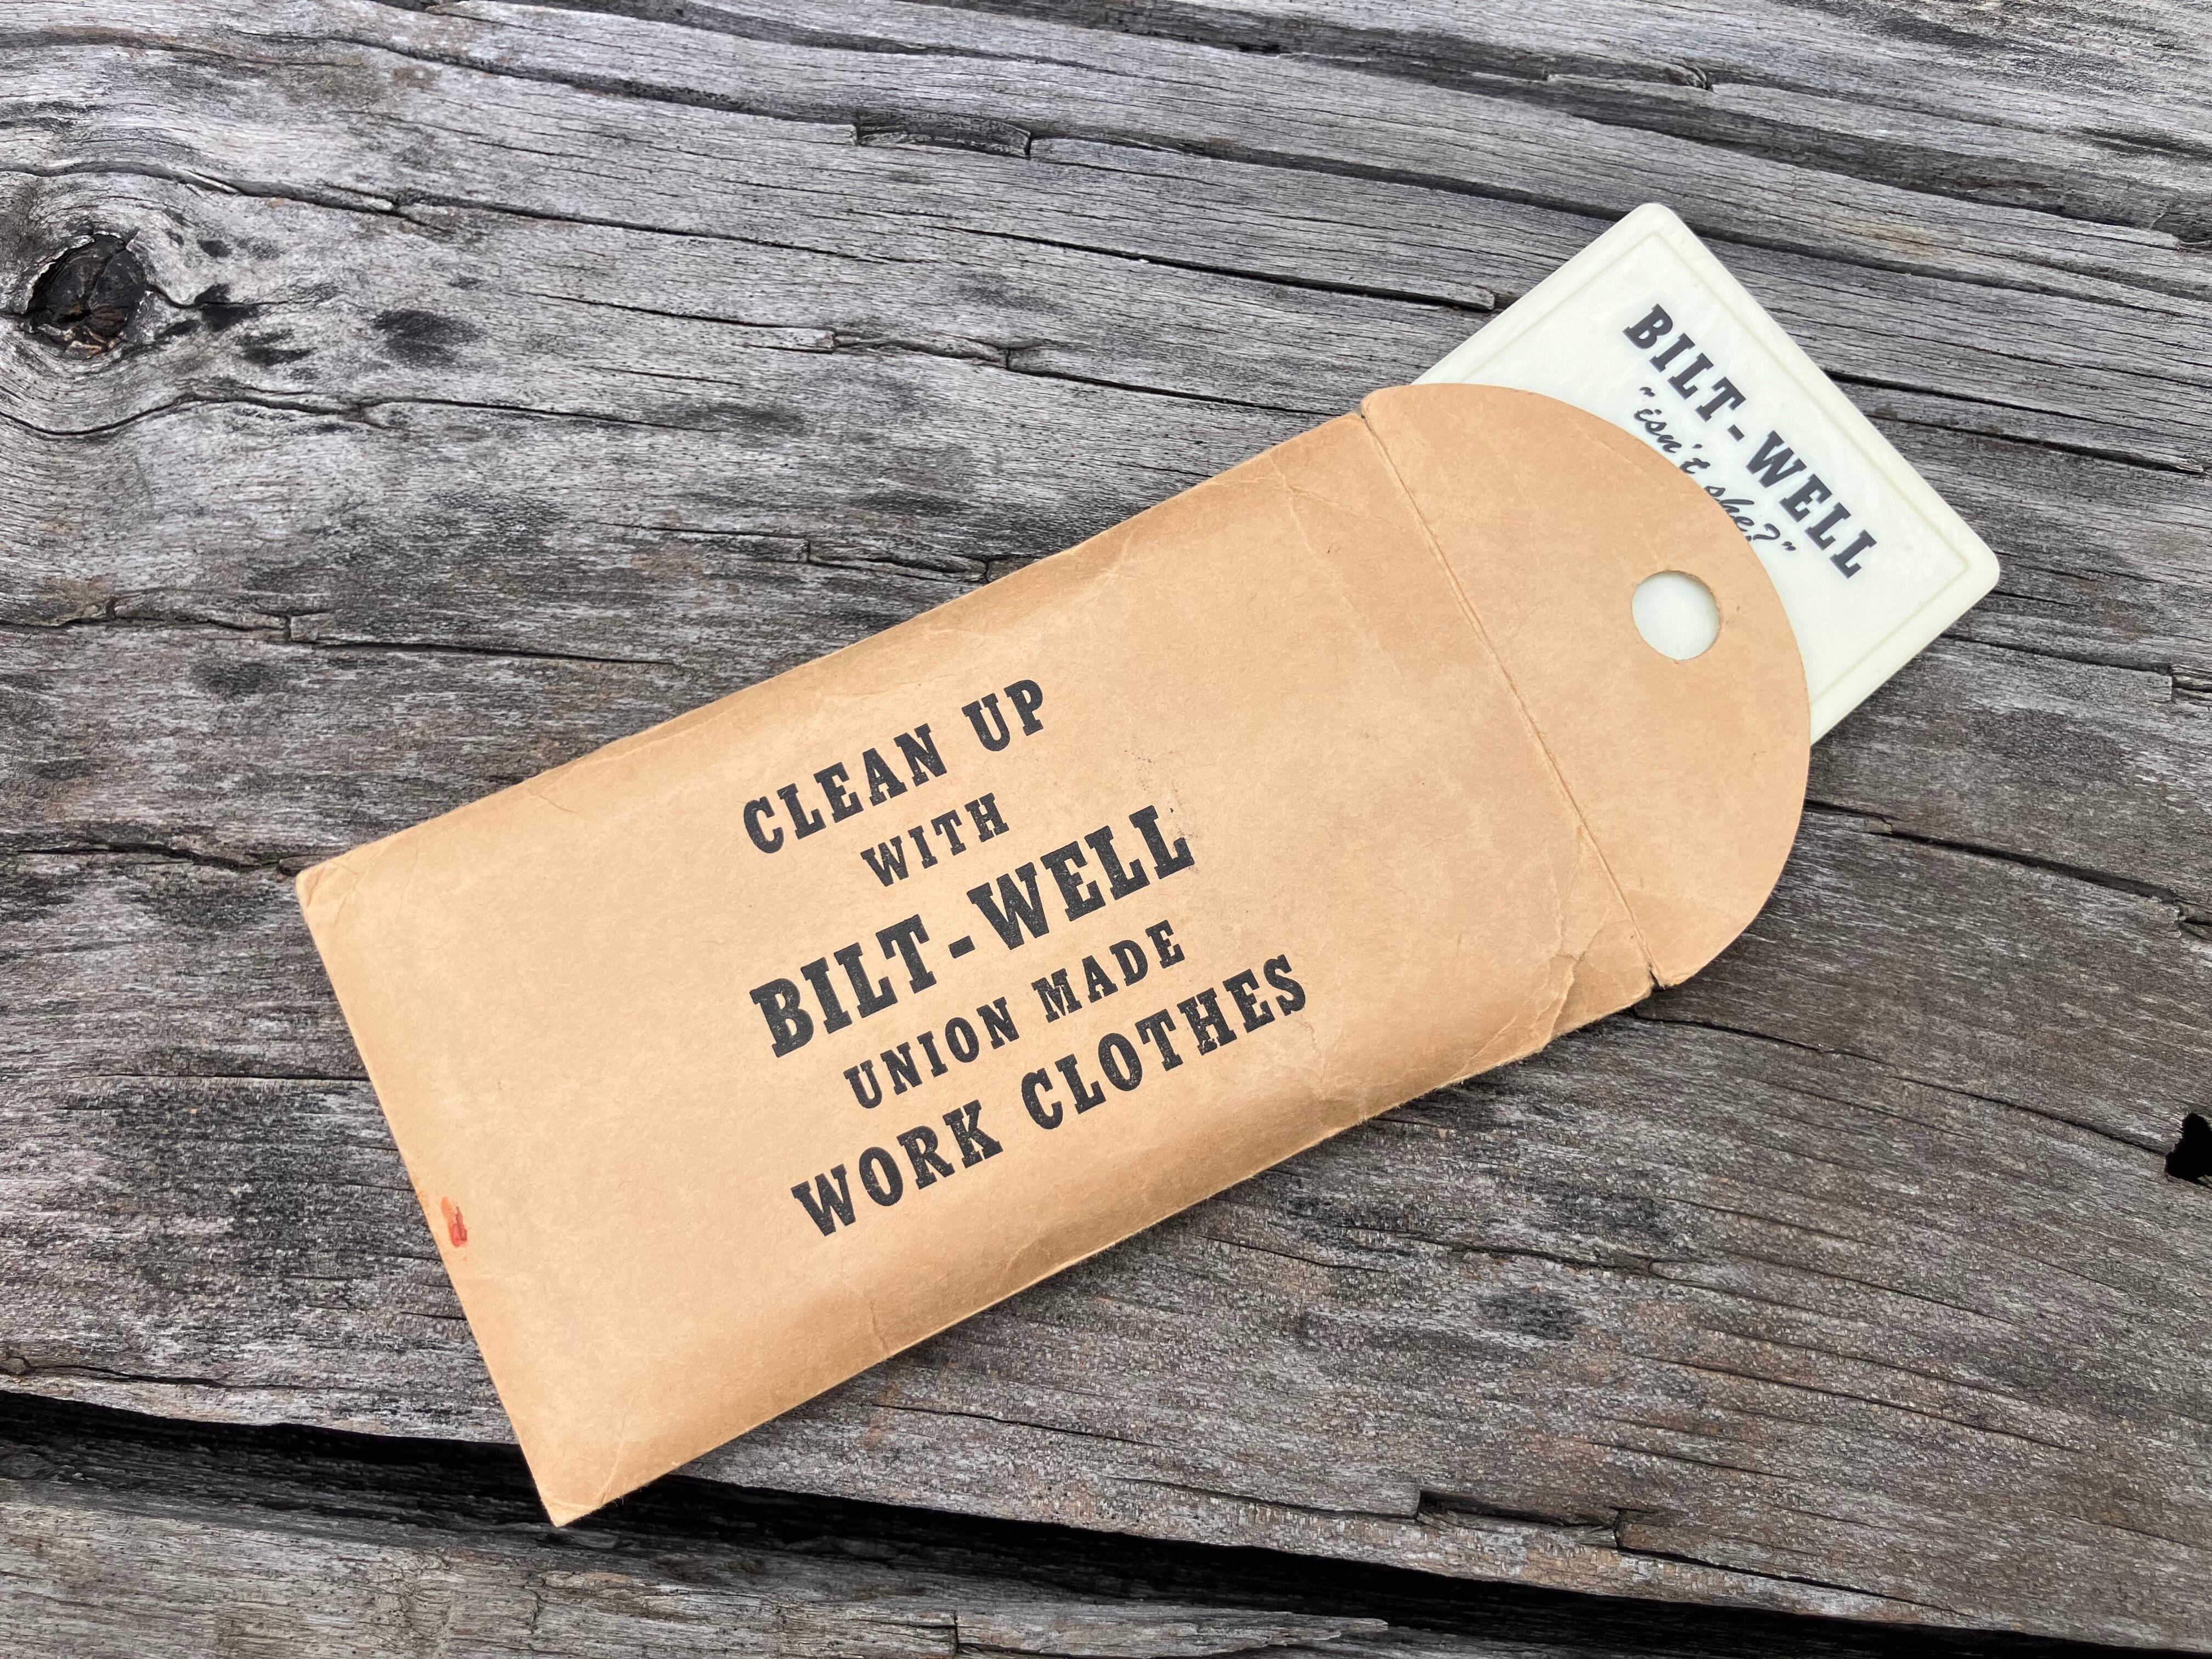 CLEAN UP
WITH
BILT-WELL
UNION MADE
WORK CLOTHES
BILT-WELL
"isn't she?"